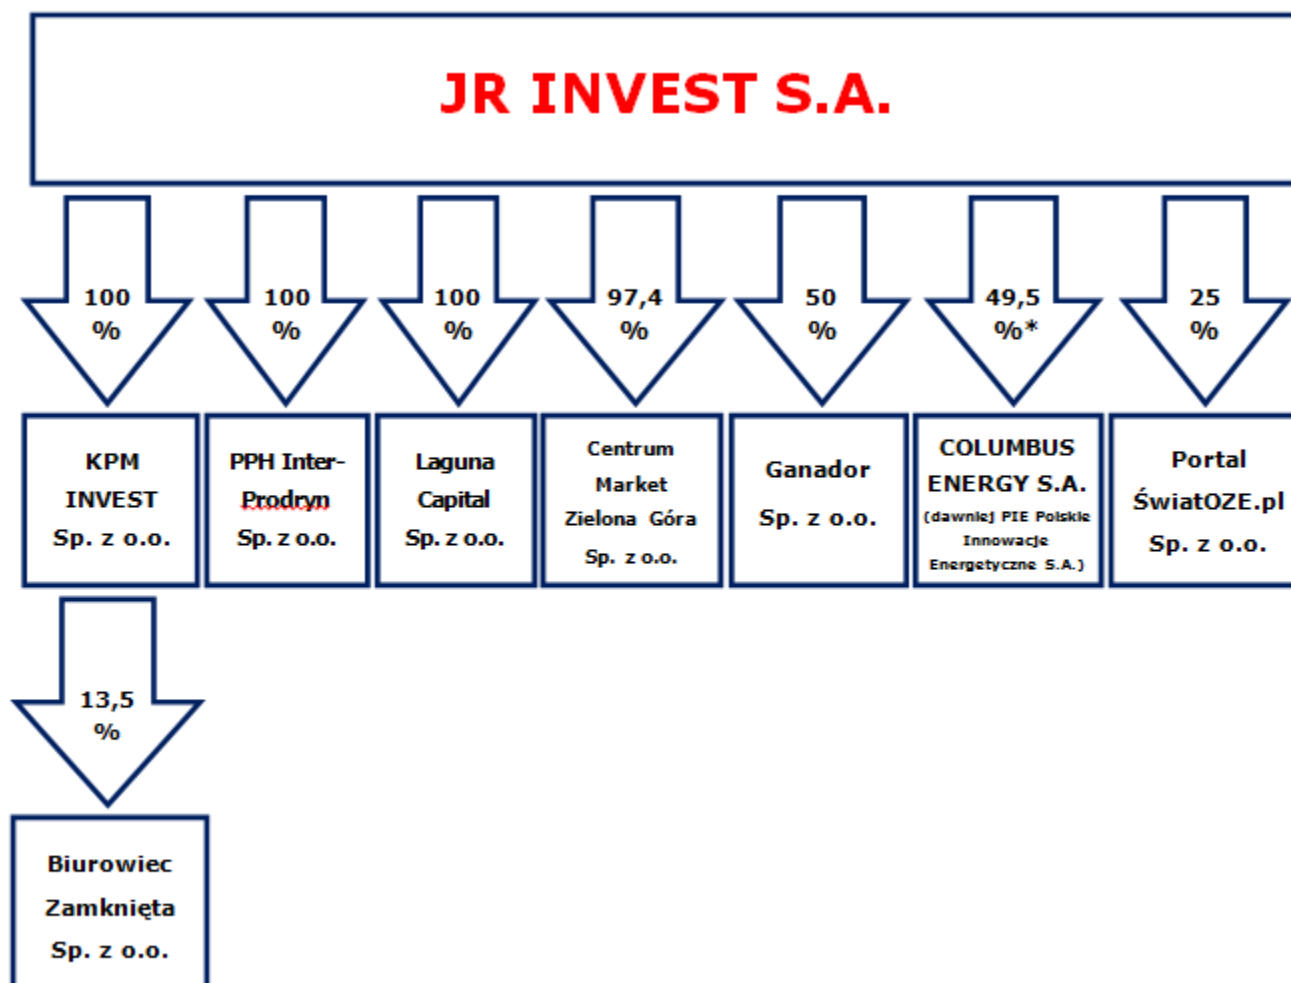 JR INVEST S.A.
100
%
100
%
100
%
97,4
%
50
%
49,5
%*
25
%
KPM
INVEST
Sp. z o.o.
PPH Inter-
Prodryn
Sp. z o.o.
Laguna
Capital
Sp. z o.o.
Centrum
Market
Zielona Góra
Sp. z o.o.
Ganador
Sp. z o.o.
COLUMBUS
ENERGY S.A.
(dawniej PIE Polskie
Innowacje
Energetyczne S.A.)
Portal
ŚwiatOZE.pl
Sp. z o.o.
13,5
%
Biurowiec
Zamknięta
Sp. z o.o.